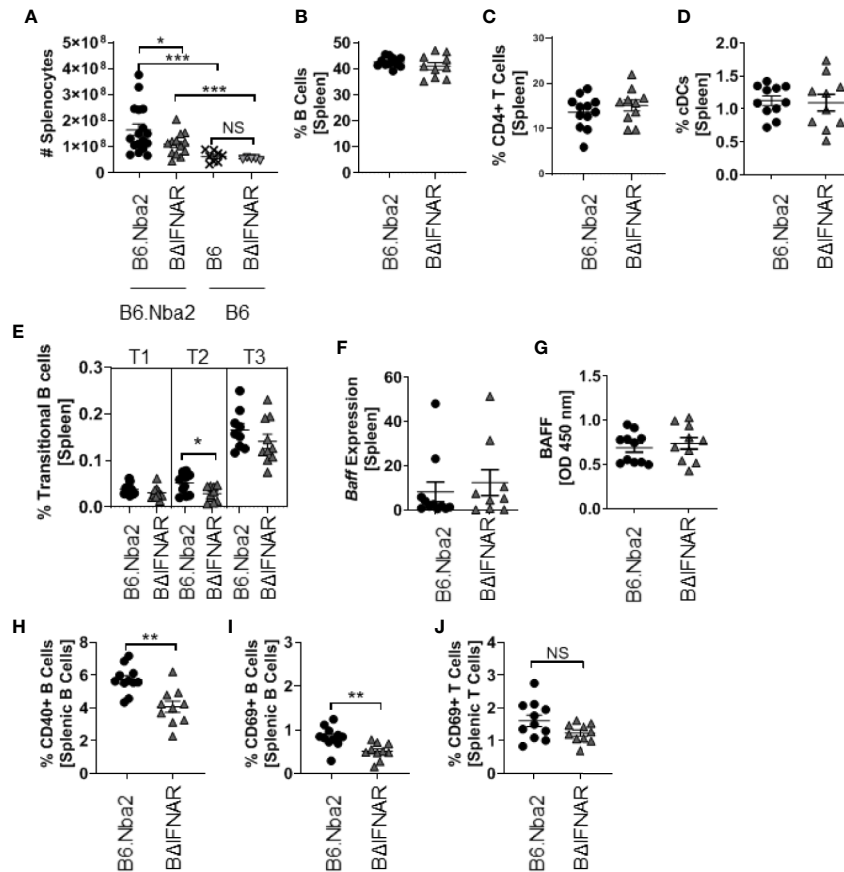 A
# Splenocytes
5×10⁸
4×10⁸
3×10⁸
2×10⁸
1×10⁸
0
*
***
***
NS
B6.Nba2
BΔIFNAR
B6
BΔIFNAR
B6.Nba2
B6
B
% B Cells
[Spleen]
50
40
30
20
10
0
B6.Nba2
BΔIFNAR
C
% CD4+ T Cells
[Spleen]
30
20
10
0
B6.Nba2
BΔIFNAR
D
% cDCs
[Spleen]
2.0
1.5
1.0
0.5
0.0
B6.Nba2
BΔIFNAR
E
% Transitional B cells
[Spleen]
T1
T2
T3
0.3
0.2
0.1
0.0
*
B6.Nba2
BΔIFNAR
B6.Nba2
BΔIFNAR
B6.Nba2
BΔIFNAR
F
Baff Expression
[Spleen]
60
40
20
0
B6.Nba2
BΔIFNAR
G
BAFF
[OD 450 nm]
1.5
1.0
0.5
0.0
B6.Nba2
BΔIFNAR
H
% CD40+ B Cells
[Splenic B Cells]
8
6
4
2
0
**
B6.Nba2
BΔIFNAR
I
% CD69+ B Cells
[Splenic B Cells]
3
2
1
0
**
B6.Nba2
BΔIFNAR
J
% CD69+ T Cells
[Splenic T Cells]
4
3
2
1
0
NS
B6.Nba2
BΔIFNAR